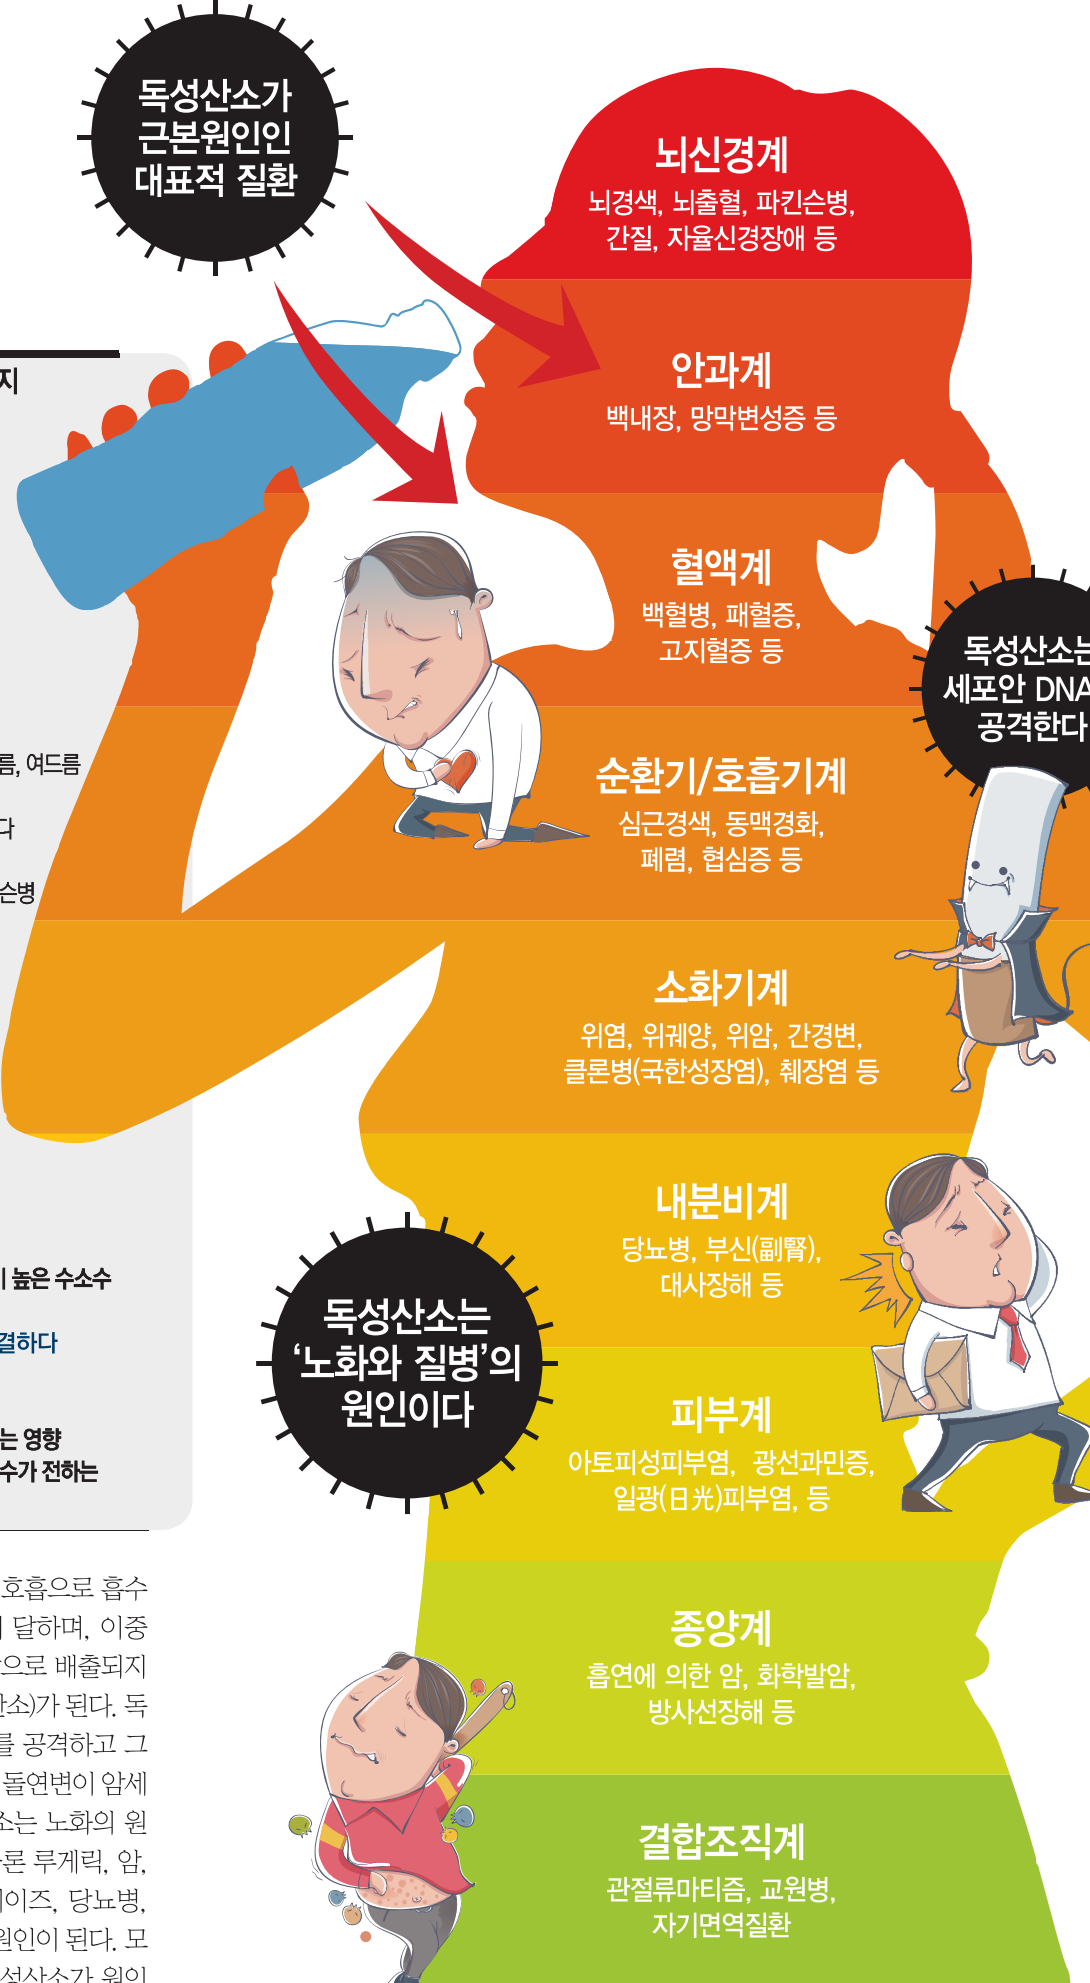 독성산소가
근본원인인
대표적 질환
뇌신경계
뇌경색, 뇌출혈, 파킨슨병,
간질, 자율신경장애 등
안과계
백내장, 망막변성증 등
혈액계
백혈병, 패혈증,
고지혈증 등
순환기/호흡기계
심근경색, 동맥경화,
폐렴, 협심증 등
소화기계
위염, 위궤양, 위암, 간경변,
클론병(국한성장염), 췌장염 등
내분비계
당뇨병, 부신(副腎),
대사장해 등
피부계
아토피성피부염, 광선과민증,
일광(日光)피부염, 등
종양계
흡연에 의한 암, 화학발암,
방사선장해 등
결합조직계
관절류마티즘, 교원병,
자기면역질환
독성산소는
세포안 DNA
공격한다
독성산소는
‘노화와 질병’의
원인이다
지
름, 여드름
다
슨병
높은 수소수
결하다
는 영향
수가 전하는
호흡으로 흡수
달하며, 이중
으로 배출되지
산소)가 된다. 독
를 공격하고 그
돌연변이 암세
소는 노화의 원
론 루게릭, 암,
이즈, 당뇨병,
원인이 된다. 모
성산소가 원인